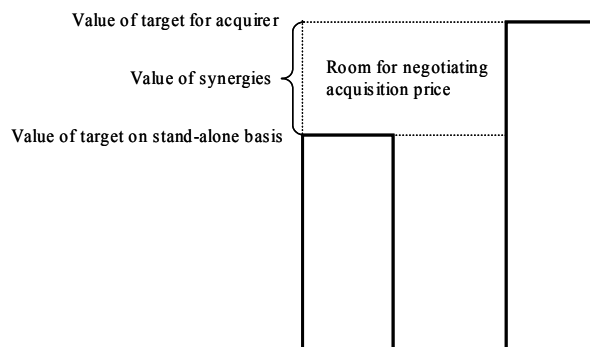 Value of target for acquirer
Value of synergies
Room for negotiating
acquisition price
Value of target on stand-alone basis